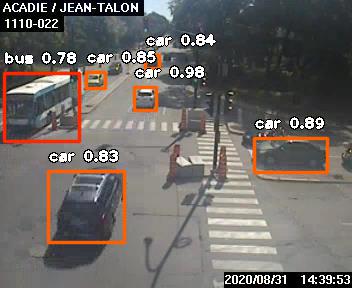 ACADIE / JEAN-TALON
1110-022
car 0.84
bus 0.78 car 0.85
car 0.98
car 0.89
car 0.83
2020/08/31 14:39:53